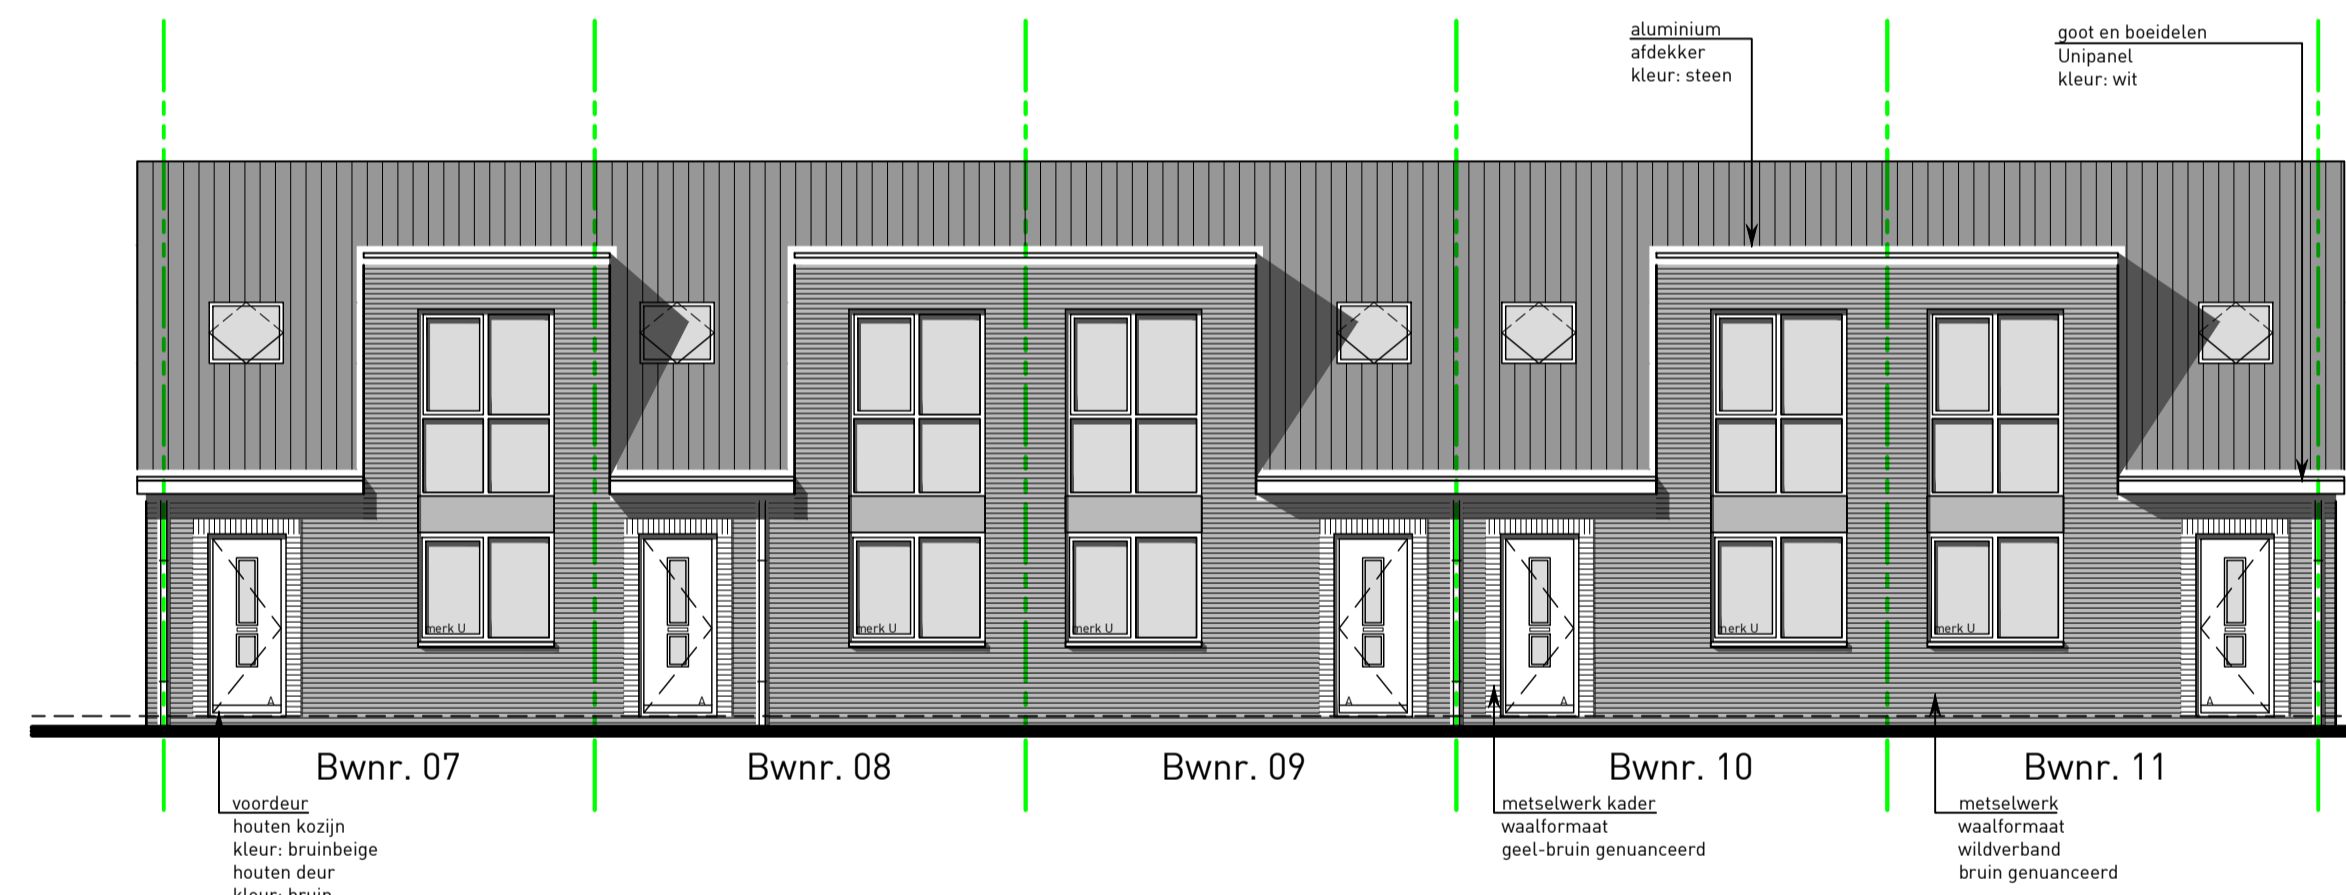 aluminium
afdekker
kleur: steen
goot en boeidelen
Unipanel
kleur: wit
merk U
merk U
merk U
merk U
merk U
A
A
A
A
A
Bwnr. 07
Bwnr. 08
Bwnr. 09
Bwnr. 10
Bwnr. 11
voordeur
houten kozijn
kleur: bruinbeige
houten deur
kleur: bruin
metselwerk kader
waalformaat
geel-bruin genuanceerd
metselwerk
waalformaat
wildverband
bruin genuanceerd